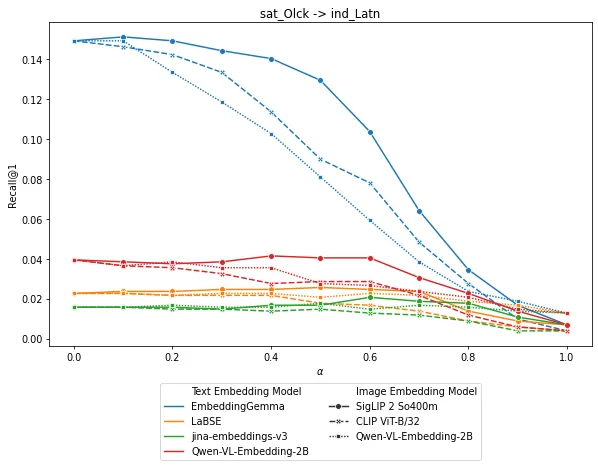 sat_Olck -> ind_Latn
Recall@1
0.14
0.12
0.10
0.08
0.06
0.04
0.02
0.00
0.0 0.2 0.4 0.6 0.8 1.0
α
Text Embedding Model Image Embedding Model
EmbeddingGemma SigLIP 2 So400m
LaBSE CLIP ViT-B/32
jina-embeddings-v3 Qwen-VL-Embedding-2B
Qwen-VL-Embedding-2B